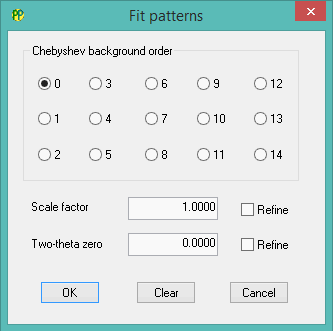 Fit patterns
Chebyshev background order
0 3 6 9 12
1 4 7 10 13
2 5 8 11 14
Scale factor 1.0000 Refine
Two-theta zero 0.0000 Refine
OK Clear Cancel